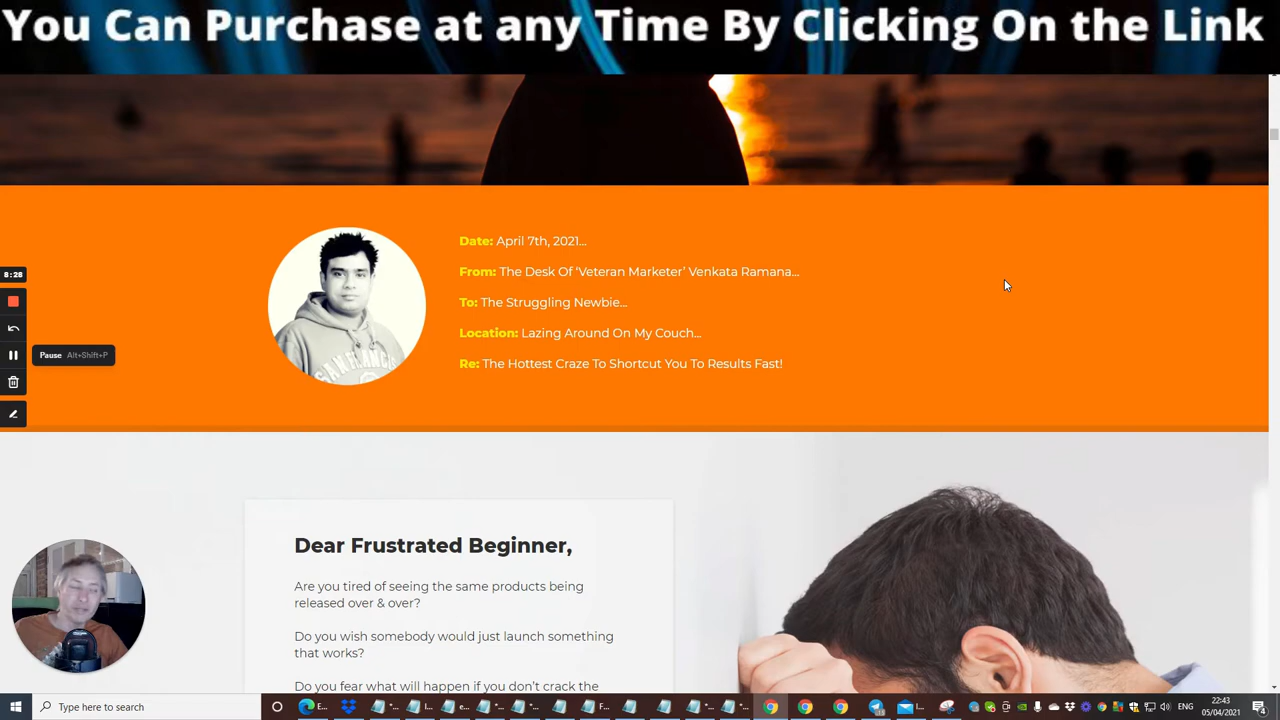 You Can Purchase at any Time By Clicking On the Link
Date: April 7th, 2021...
From: The Desk Of ‘Veteran Marketer’ Venkata Ramana...
To: The Struggling Newbie...
Location: Lazing Around On My Couch...
Re: The Hottest Craze To Shortcut You To Results Fast!
SAN FRANCIS
8:28
Pause Alt+Shift+P
Dear Frustrated Beginner,
Are you tired of seeing the same products being
released over & over?
Do you wish somebody would just launch something
that works?
Do you fear what will happen if you don’t crack the
Type here to search
E...
ENG
22:43
05/04/2021